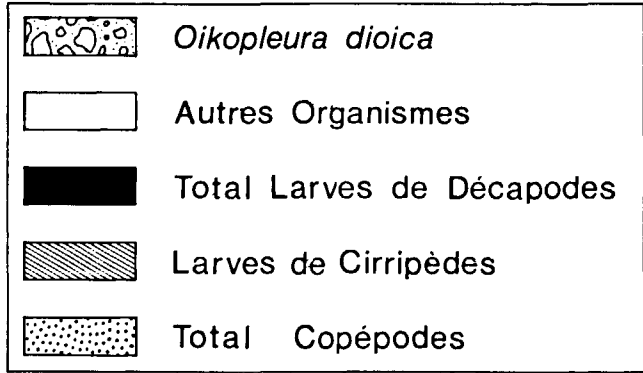 Oikopleura dioica
Autres Organismes
Total Larves de Décapodes
Larves de Cirripèdes
Total Copépodes